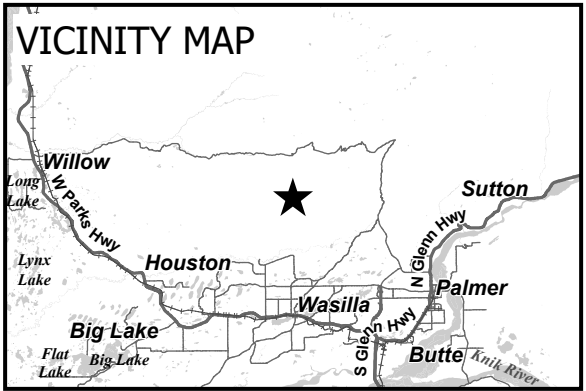 VICINITY MAP
Willow
Long
Lake
W Parks Hwy
Sutton
N Glenn Hwy
Lynx
Lake
Houston
Palmer
Wasilla
Big Lake
S Glenn Hwy
Flat
Lake
Big Lake
Butte
Knik River